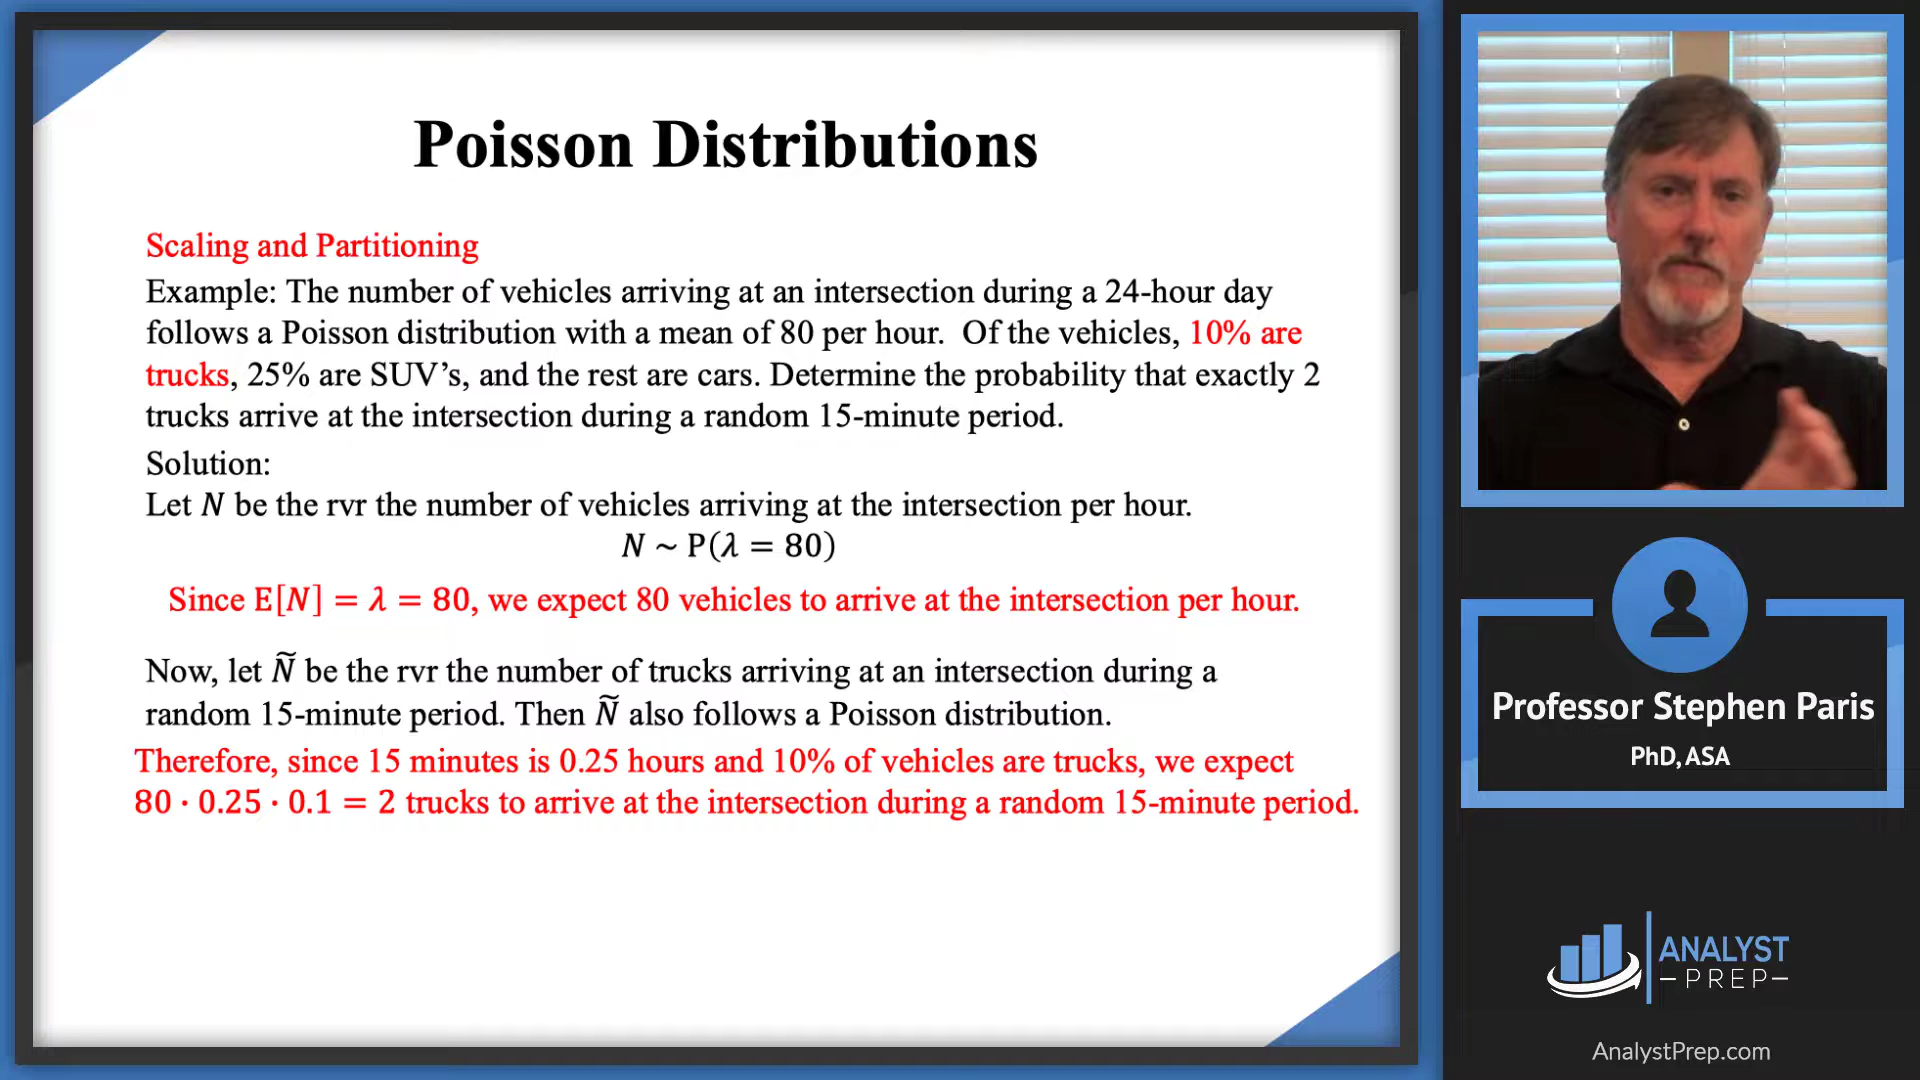 Poisson Distributions
Scaling and Partitioning
Example: The number of vehicles arriving at an intersection during a 24-hour day
follows a Poisson distribution with a mean of 80 per hour. Of the vehicles, 10% are
trucks, 25% are SUV’s, and the rest are cars. Determine the probability that exactly 2
trucks arrive at the intersection during a random 15-minute period.
Solution:
Let N be the rvr the number of vehicles arriving at the intersection per hour.
N ~ P(λ = 80)
Since E[N] = λ = 80, we expect 80 vehicles to arrive at the intersection per hour.
Now, let Ñ be the rvr the number of trucks arriving at an intersection during a
random 15-minute period. Then Ñ also follows a Poisson distribution.
Therefore, since 15 minutes is 0.25 hours and 10% of vehicles are trucks, we expect
80 · 0.25 · 0.1 = 2 trucks to arrive at the intersection during a random 15-minute period.
Professor Stephen Paris
PhD, ASA
ANALYST
PREP
AnalystPrep.com